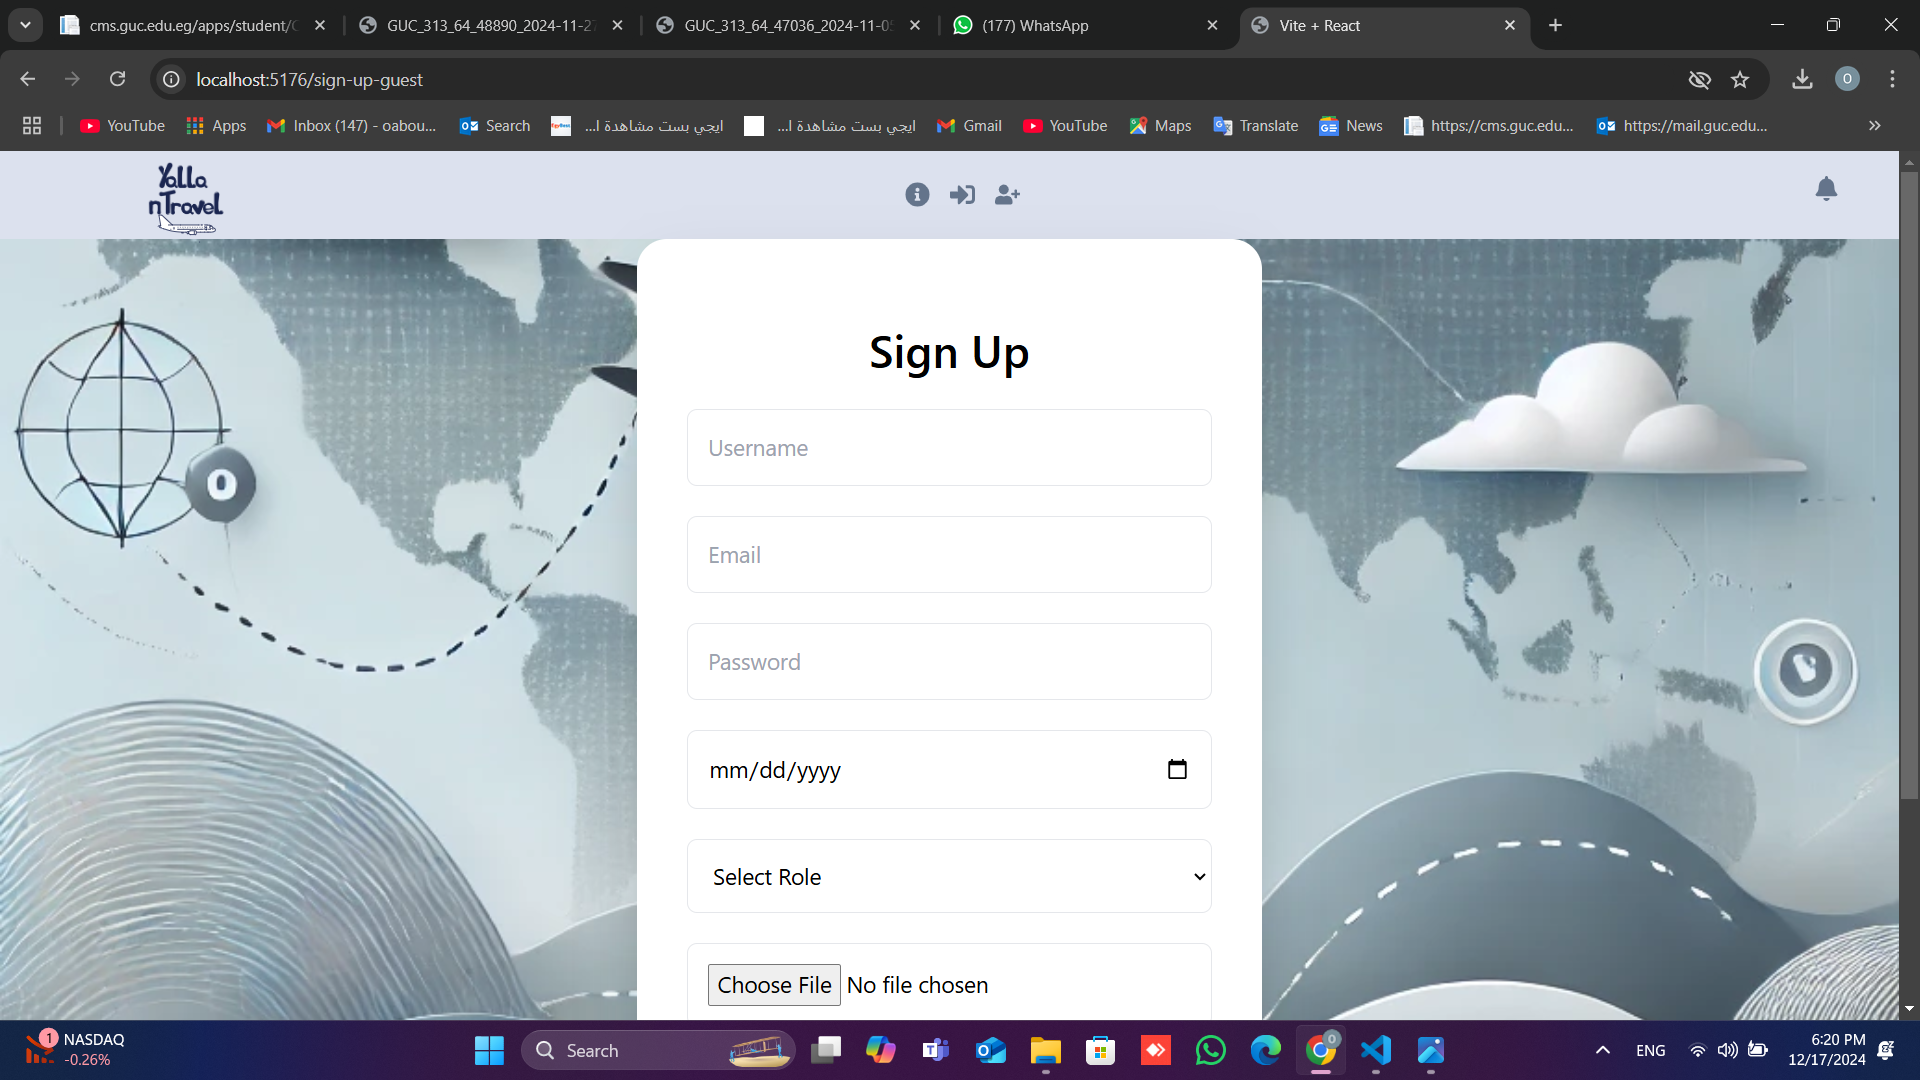 cms.guc.edu.eg/apps/student/C
GUC_313_64_48890_2024-11-27
GUC_313_64_47036_2024-11-05
(177) WhatsApp
Vite + React
localhost:5176/sign-up-guest
O
YouTube
Apps
Inbox (147) - oabou...
Search
ايجي بست مشاهدة ا...
ايجي بست مشاهدة ا...
Gmail
YouTube
Maps
Translate
News
https://cms.guc.edu...
https://mail.guc.edu...
Yalla
nTravel
Sign Up
Username
Email
Password
mm/dd/yyyy
Select Role
Choose File No file chosen
1
NASDAQ
-0.26%
Search
ENG
6:20 PM
12/17/2024